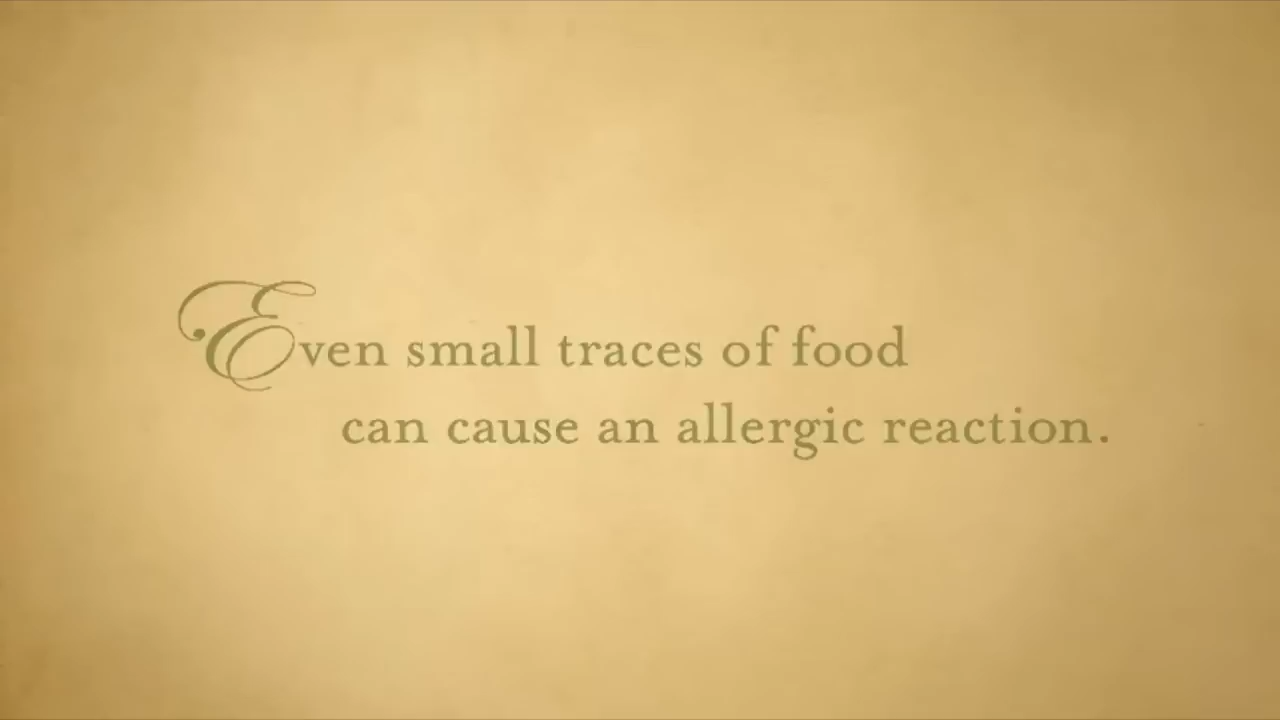 Even small traces of food
can cause an allergic reaction.